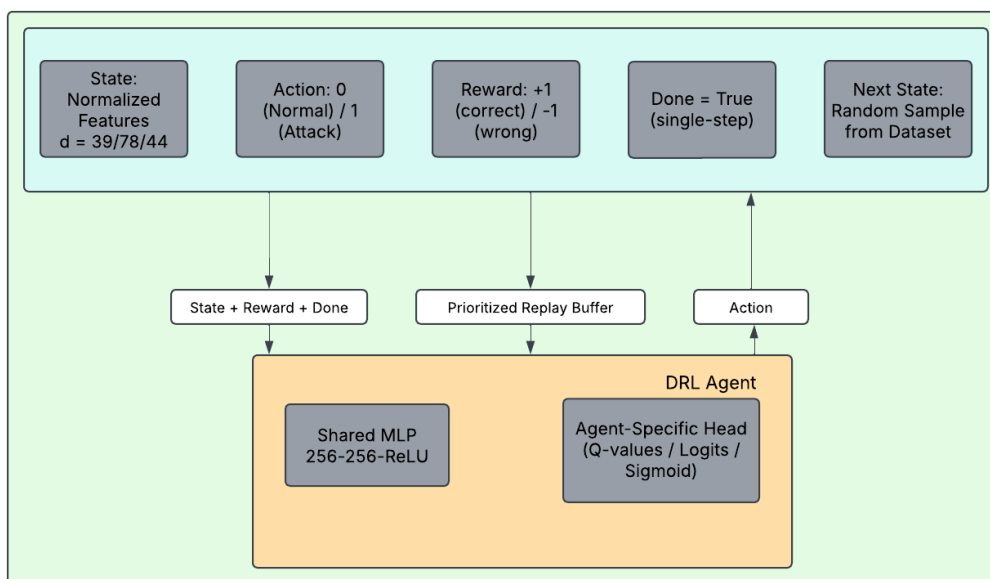 State:
Normalized
Features
d = 39/78/44
Action: 0
(Normal) / 1
(Attack)
Reward: +1
(correct) / -1
(wrong)
Done = True
(single-step)
Next State:
Random Sample
from Dataset
State + Reward + Done
Prioritized Replay Buffer
Action
DRL Agent
Shared MLP
256-256-ReLU
Agent-Specific Head
(Q-values / Logits /
Sigmoid)